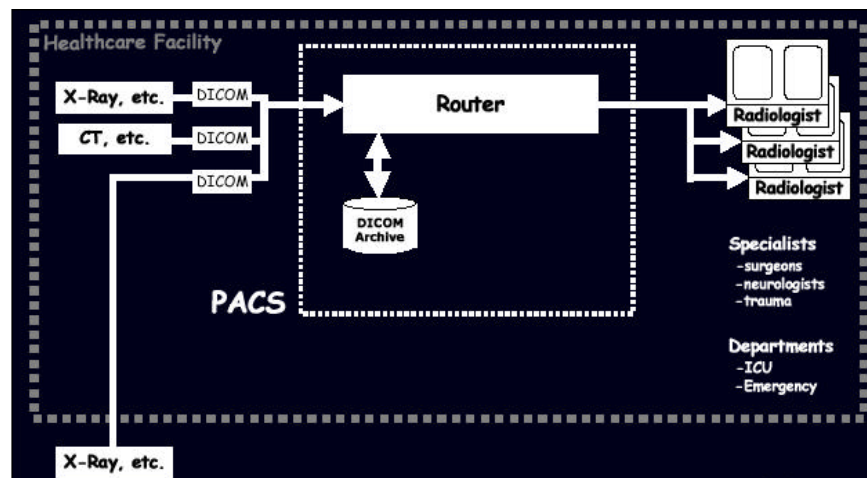 Healthcare Facility
X-Ray, etc.
DICOM
CT, etc.
DICOM
DICOM
Router
DICOM
Archive
PACS
Radiologist
Radiologist
Radiologist
Specialists
-surgeons
-neurologists
-trauma
Departments
-ICU
-Emergency
X-Ray, etc.